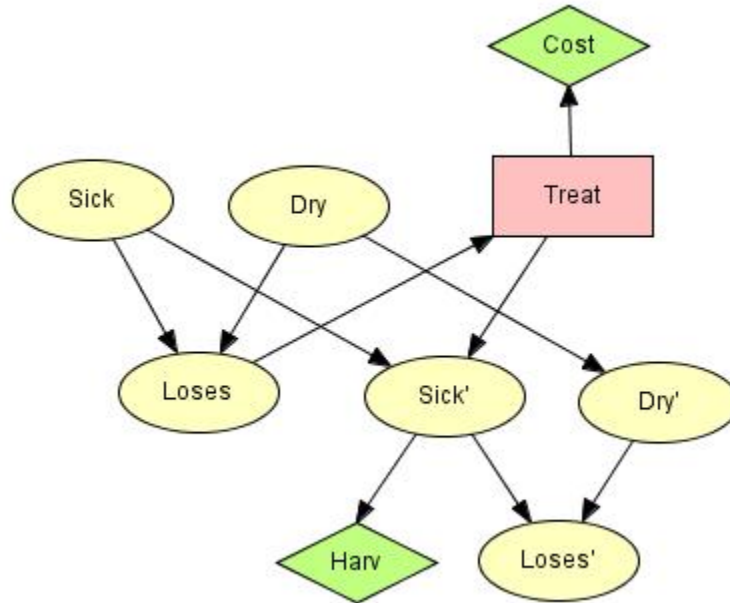 Cost
Sick
Dry
Treat
Loses
Sick'
Dry'
Harv
Loses'